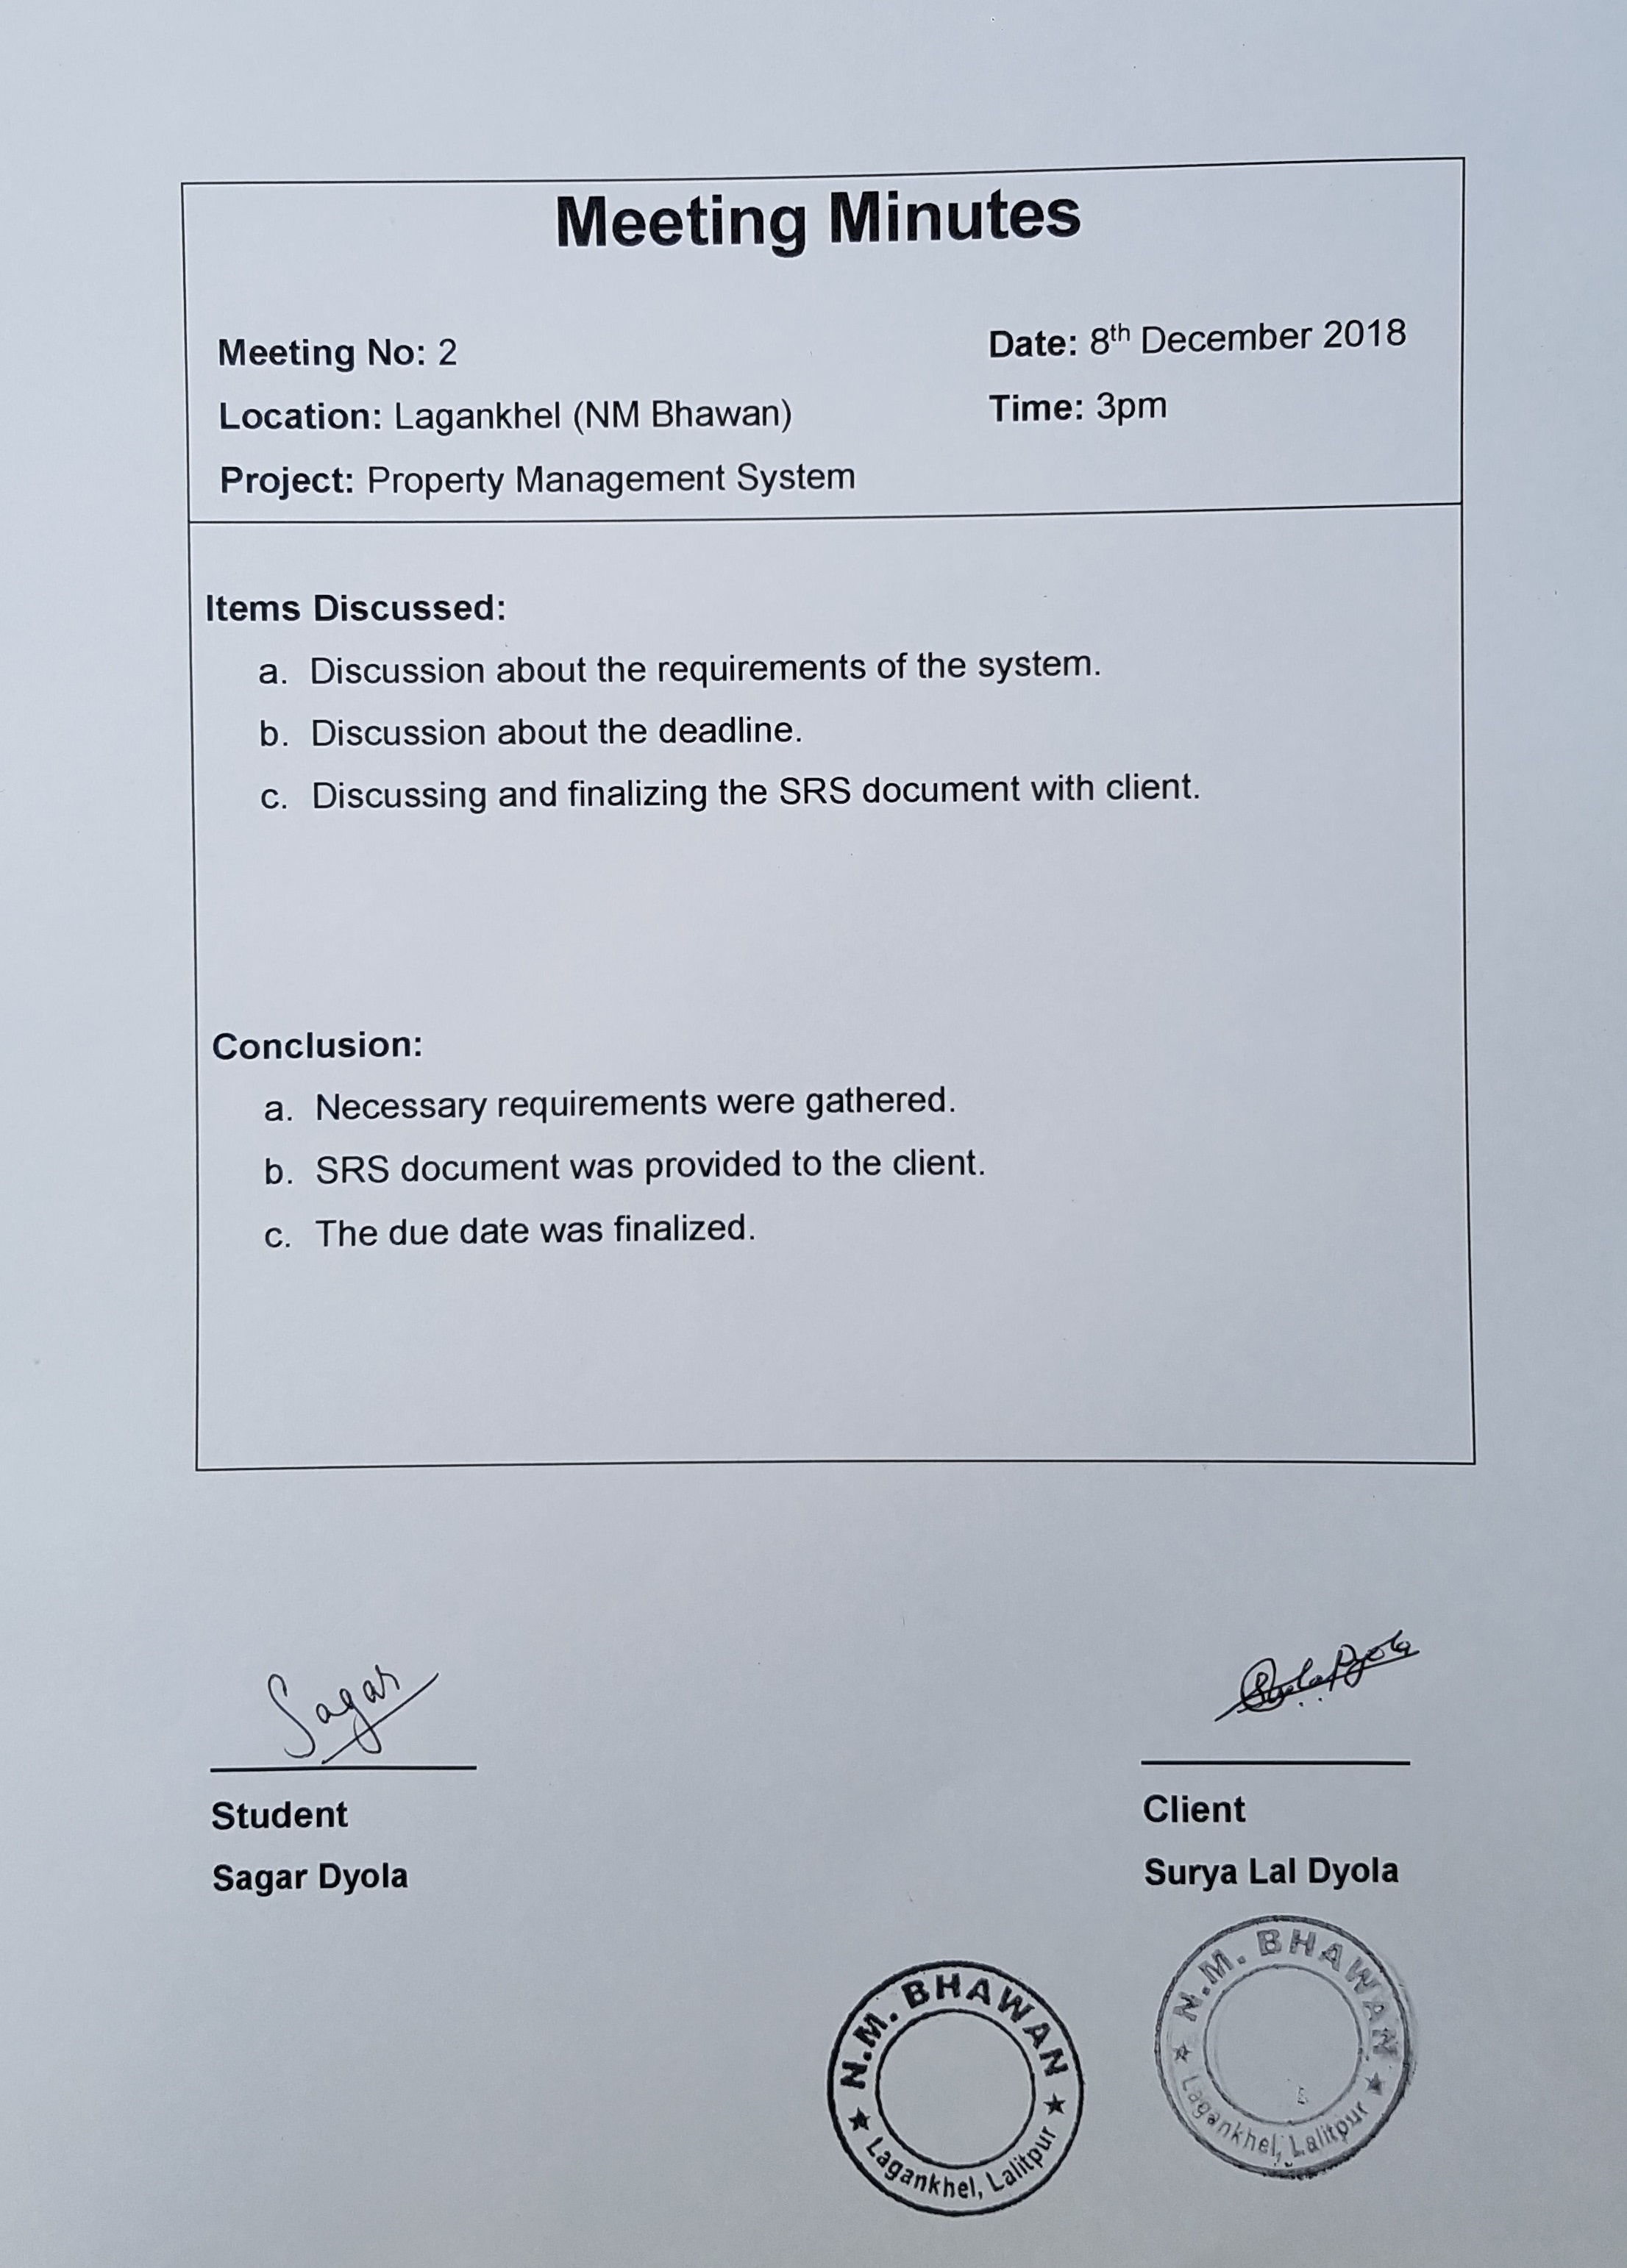 Meeting Minutes
Meeting No: 2
Date: 8th December 2018
Location: Lagankhel (NM Bhawan)
Time: 3pm
Project: Property Management System
Items Discussed:
a. Discussion about the requirements of the system.
b. Discussion about the deadline.
c. Discussing and finalizing the SRS document with client.
Conclusion:
a. Necessary requirements were gathered.
b. SRS document was provided to the client.
c. The due date was finalized.
Sagar
Student
Sagar Dyola
Client
Surya Lal Dyola
N.M. BHAWAN
Lagankhel, Lalitpur
N.M. BHAWAN
Lagankhel, Lalitpur